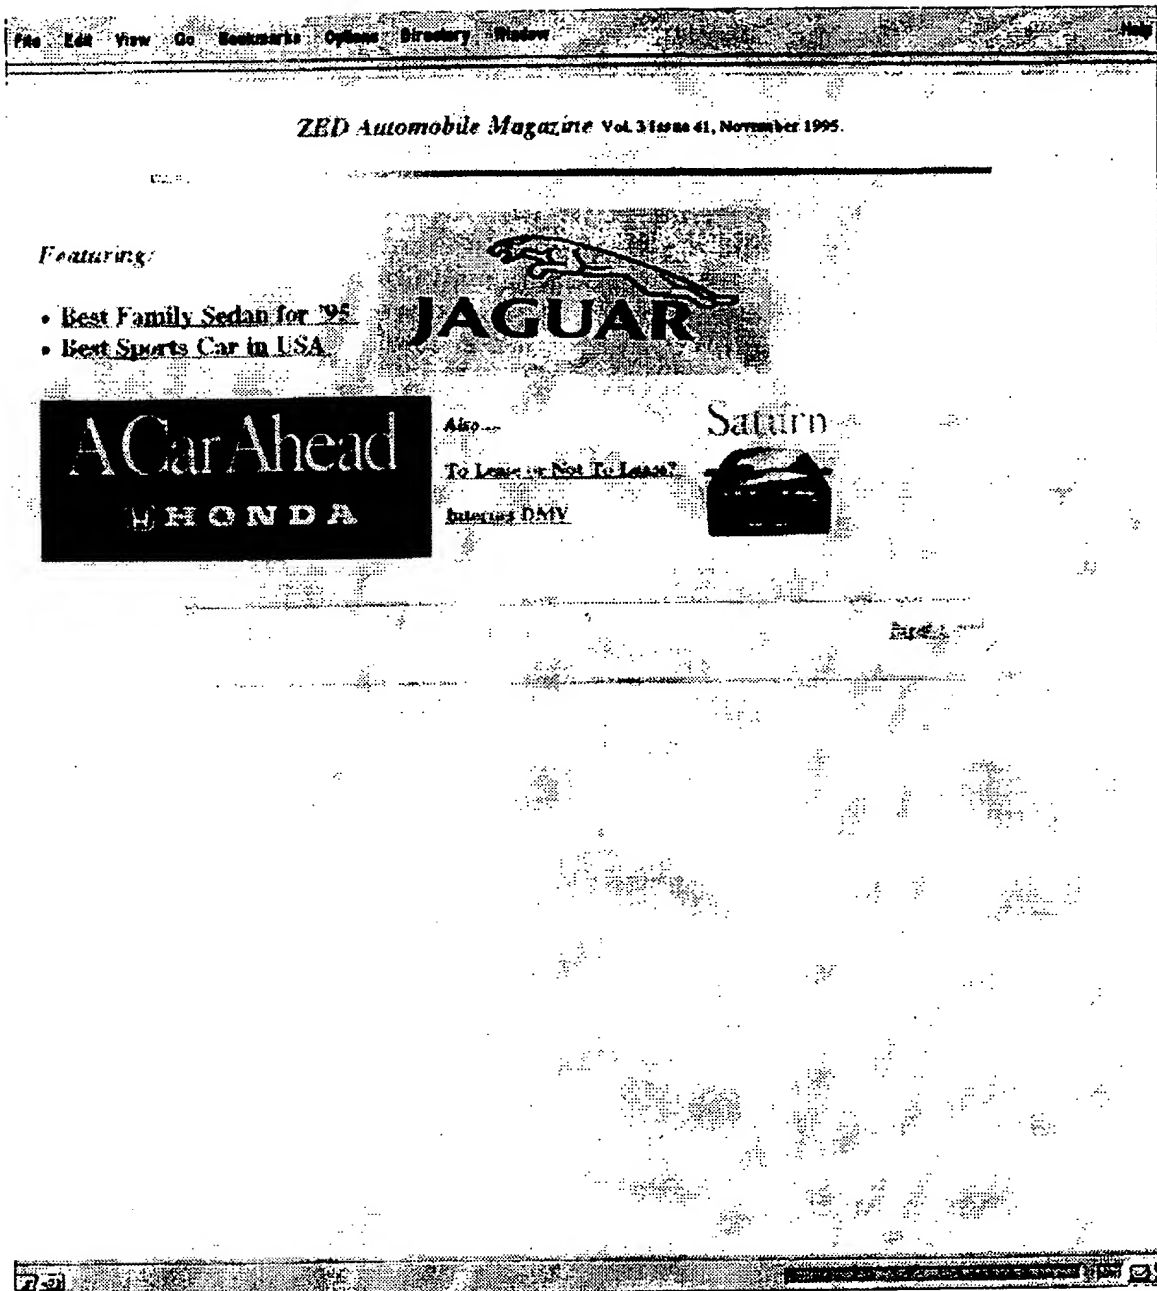 File Edit View Go Bookmarks Options Directory Window Help
ZED Automobile Magazine Vol. 3 Issue 41, November 1995.
Featuring:
• Best Family Sedan for '95
• Best Sports Car in USA
JAGUAR
A Car Ahead
HONDA
Also
To Lease or Not To Lease?
Internet DMV
Saturn